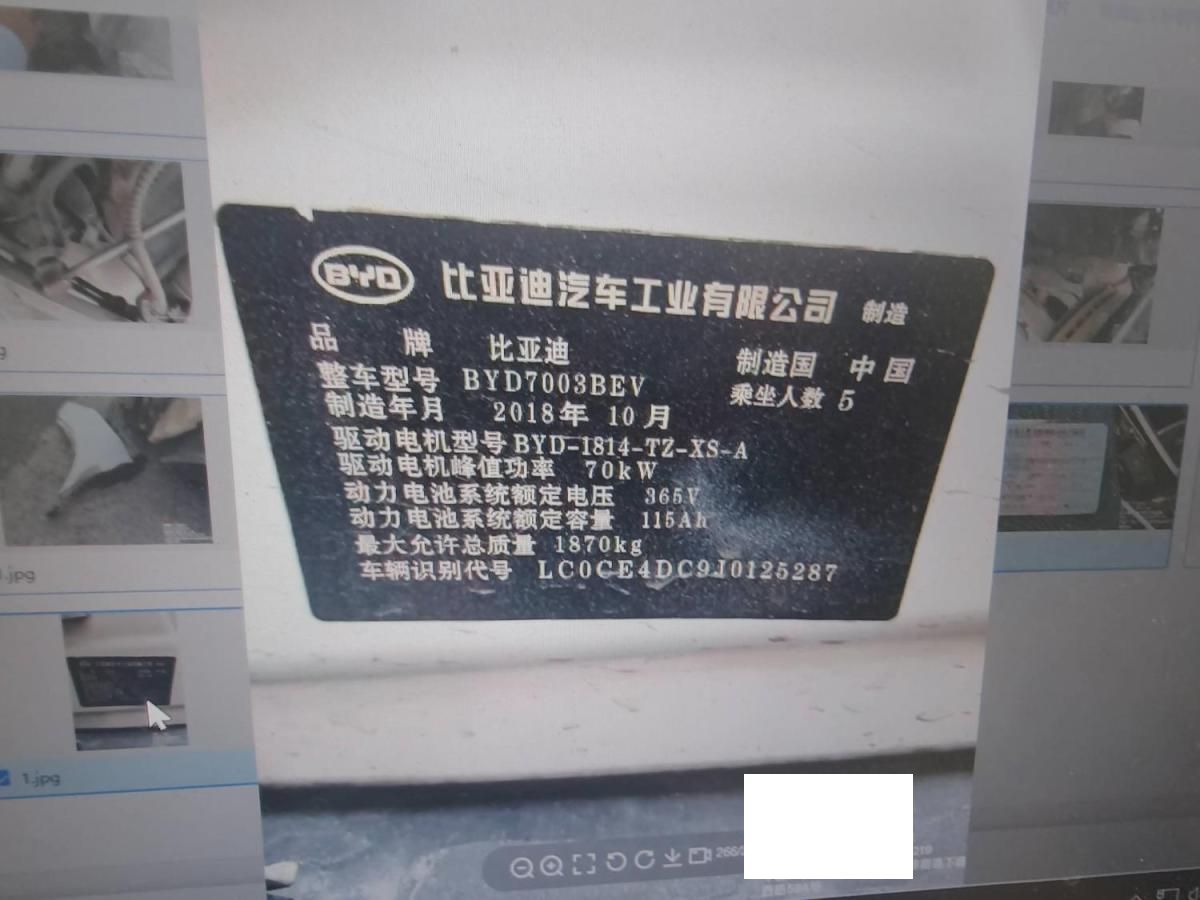 BYD 比亚迪汽车工业有限公司 制造
品 牌 比亚迪 制造国 中国
整车型号 BYD7003BEV 乘坐人数 5
制造年月 2018年 10月
驱动电机型号 BYD-1814-TZ-XS-A
驱动电机峰值功率 70kW
动力电池系统额定电压 365V
动力电池系统额定容量 115Ah
最大允许总质量 1870kg
车辆识别代号 LC0CE4DC9J0125287
.jpg
1.jpg